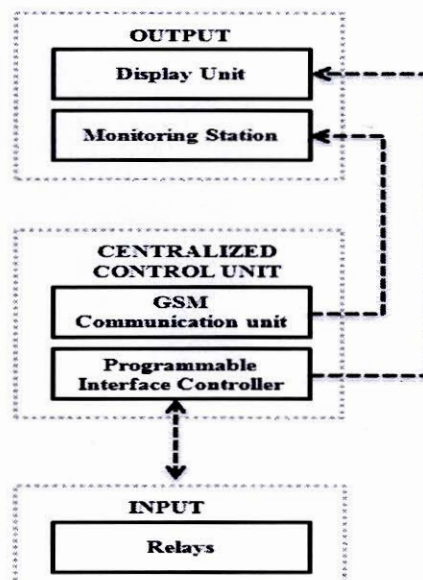 OUTPUT
Display Unit
Monitoring Station
CENTRALIZED
CONTROL UNIT
GSM
Communication unit
Programmable
Interface Controller
INPUT
Relays